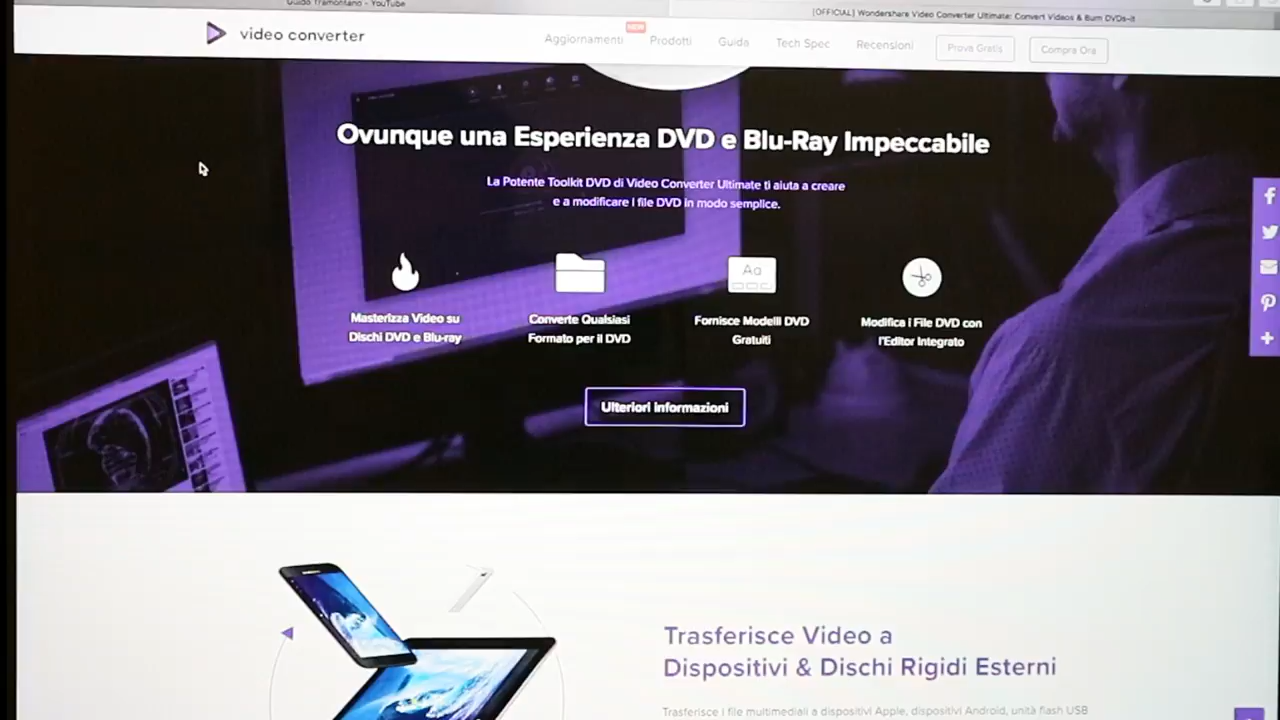 Guido Tramontano - YouTube
[OFFICIAL] Wondershare Video Converter Ultimate: Convert Videos & Burn DVDs-it
video converter
Aggiornamenti
NEW
Prodotti
Guida
Tech Spec
Recensioni
Prova Gratis
Compra Ora
Ovunque una Esperienza DVD e Blu-Ray Impeccabile
La Potente Toolkit DVD di Video Converter Ultimate ti aiuta a creare
e a modificare i file DVD in modo semplice.
Masterizza Video su
Dischi DVD e Blu-ray
Converte Qualsiasi
Formato per il DVD
Aa
Fornisce Modelli DVD
Gratuiti
Modifica i File DVD con
l'Editor Integrato
Ulteriori informazioni
Trasferisce Video a
Dispositivi & Dischi Rigidi Esterni
Trasferisce i file multimediali a dispositivi Apple, dispositivi Android, unità flash USB